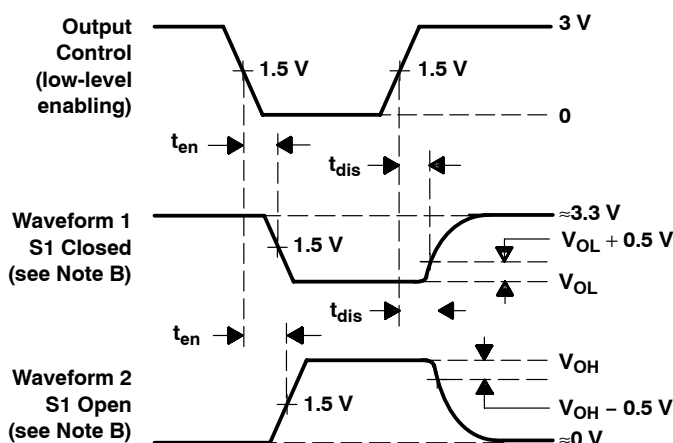 Output
Control
(low-level
enabling)
3 V
1.5 V
1.5 V
0
ten
tdis
Waveform 1
S1 Closed
(see Note B)
≈3.3 V
1.5 V
VOL + 0.5 V
VOL
ten
tdis
Waveform 2
S1 Open
(see Note B)
VOH
1.5 V
VOH − 0.5 V
≈0 V